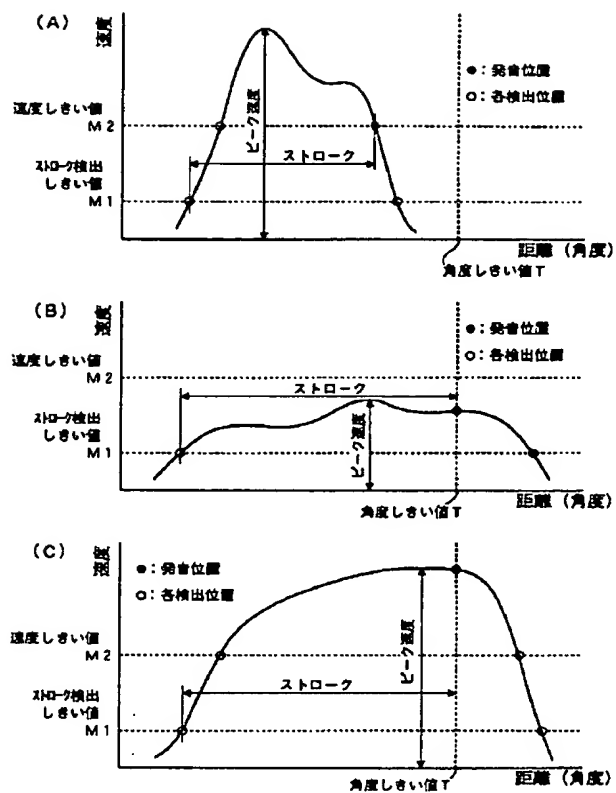 (A)
速度
●：発音位置
○：各検出位置
速度しきい値
M2
ピーク速度
ストローク
ストローク検出
しきい値
M1
距離(角度)
角度しきい値T
(B)
速度
●：発音位置
○：各検出位置
速度しきい値
M2
ストローク
ストローク検出
しきい値
M1
ピーク速度
距離(角度)
角度しきい値T
(C)
速度
●：発音位置
○：各検出位置
速度しきい値
M2
ピーク速度
ストローク
ストローク検出
しきい値
M1
距離(角度)
角度しきい値T